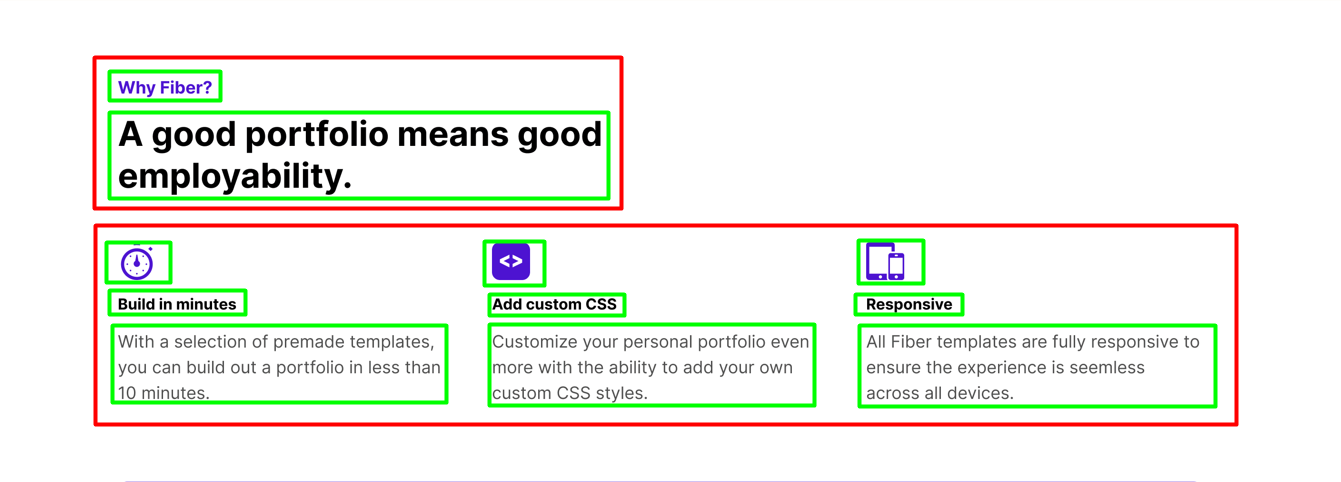 Why Fiber?
A good portfolio means good
employability.
<>
Build in minutes
With a selection of premade templates,
you can build out a portfolio in less than
10 minutes.
Add custom CSS
Customize your personal portfolio even
more with the ability to add your own
custom CSS styles.
Responsive
All Fiber templates are fully responsive to
ensure the experience is seemless
across all devices.